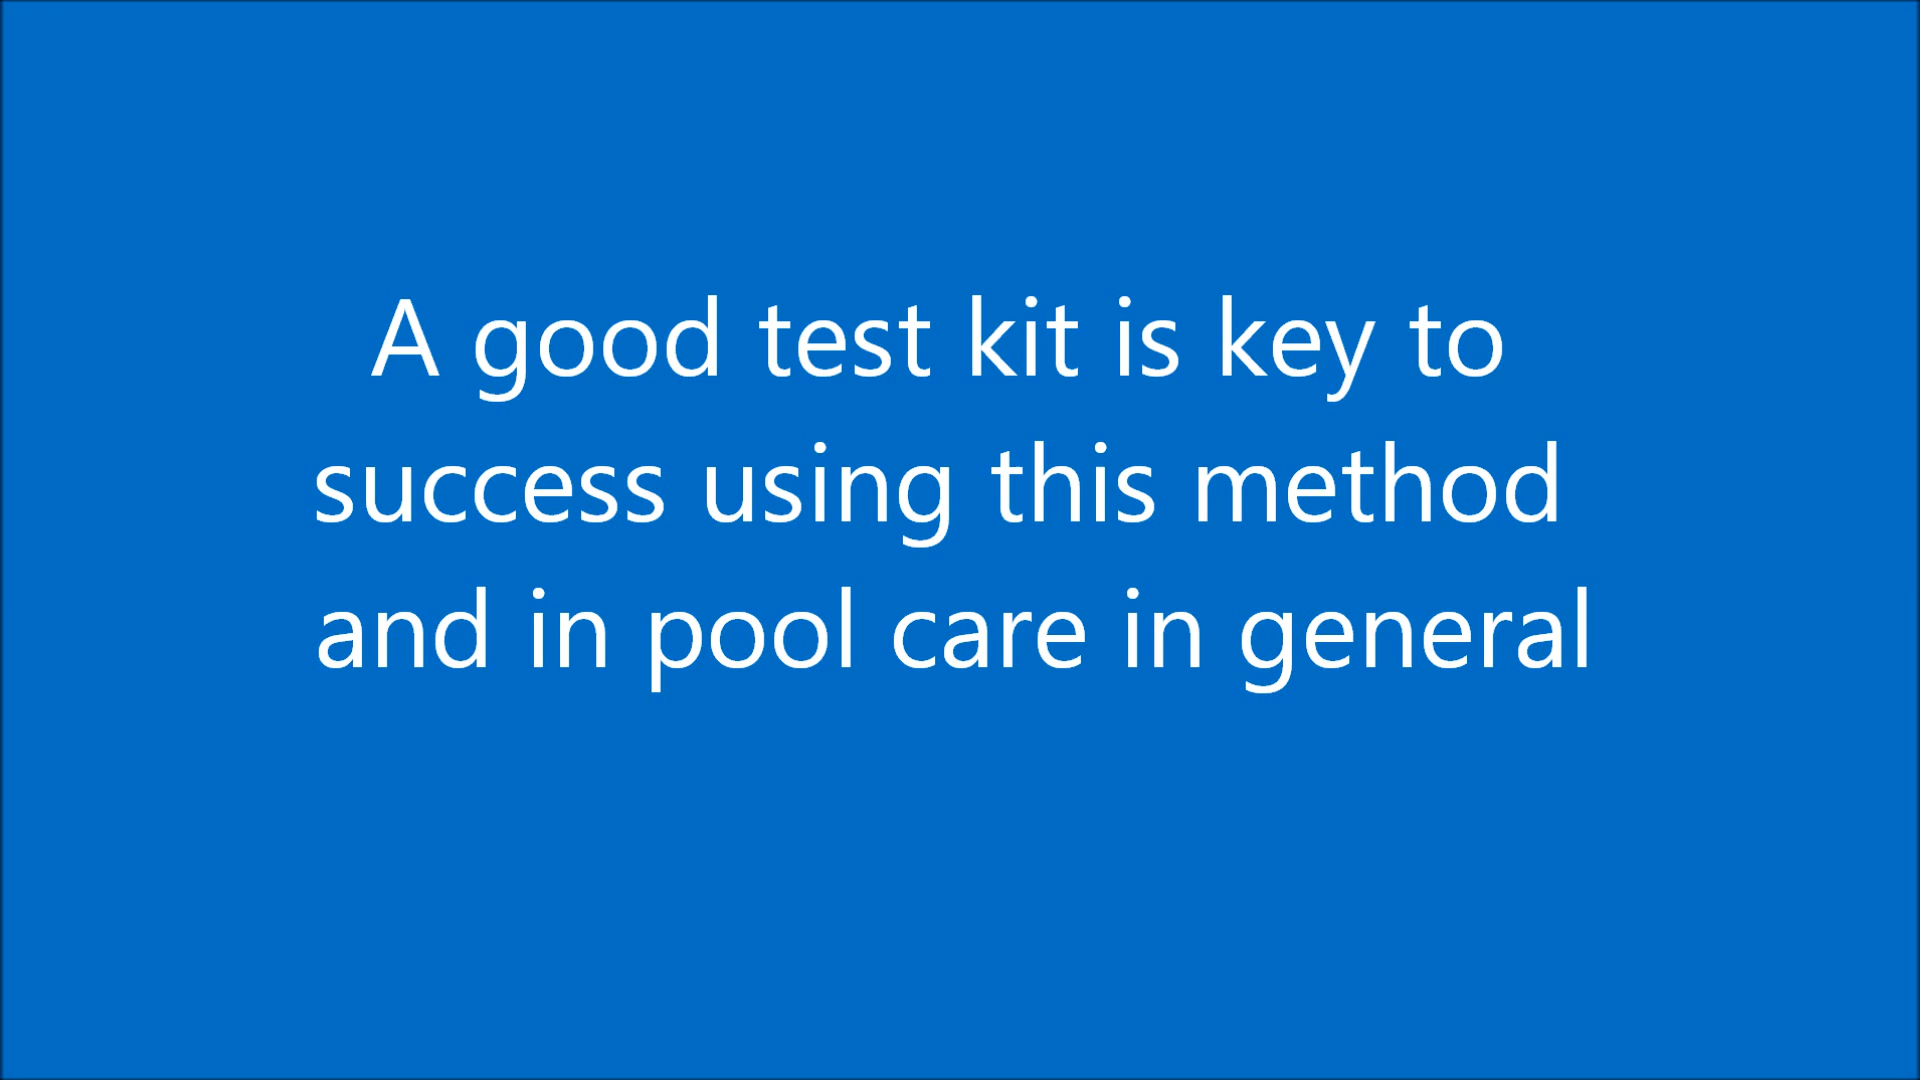 A good test kit is key to
success using this method
and in pool care in general